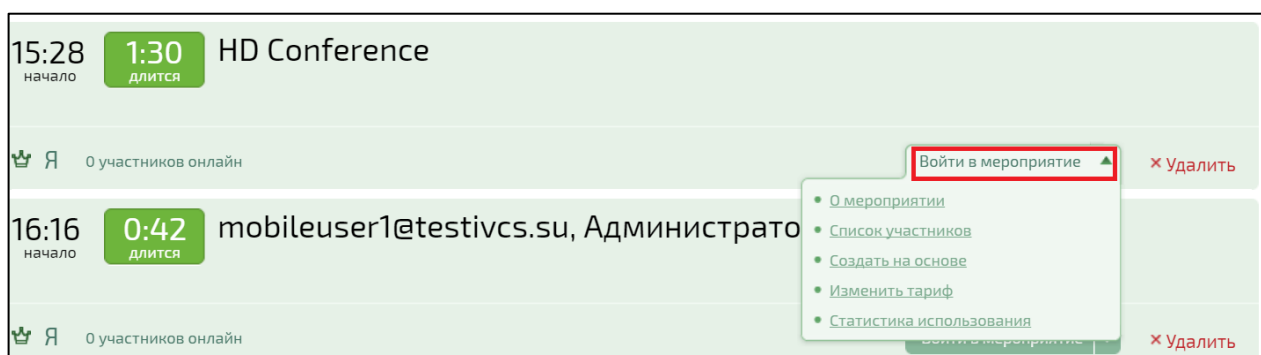 15:28 1:30 HD Conference
начало длится
Я 0 участников онлайн Войти в мероприятие × Удалить
О мероприятии
16:16 0:42 mobileuser1@testivcs.su, Администрато
Список участников
начало длится
Создать на основе
Изменить тариф
Статистика использования
Я 0 участников онлайн Войти в мероприятие × Удалить